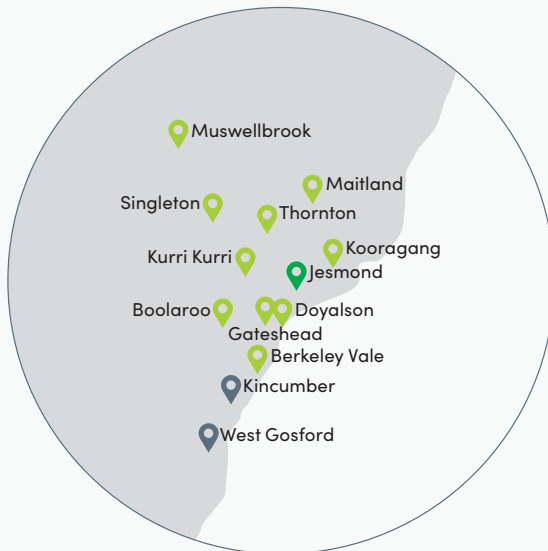 Muswellbrook
Maitland
Singleton
Thornton
Kooragang
Kurri Kurri
Jesmond
Boolaroo
Doyalson
Gateshead
Berkeley Vale
Kincumber
West Gosford